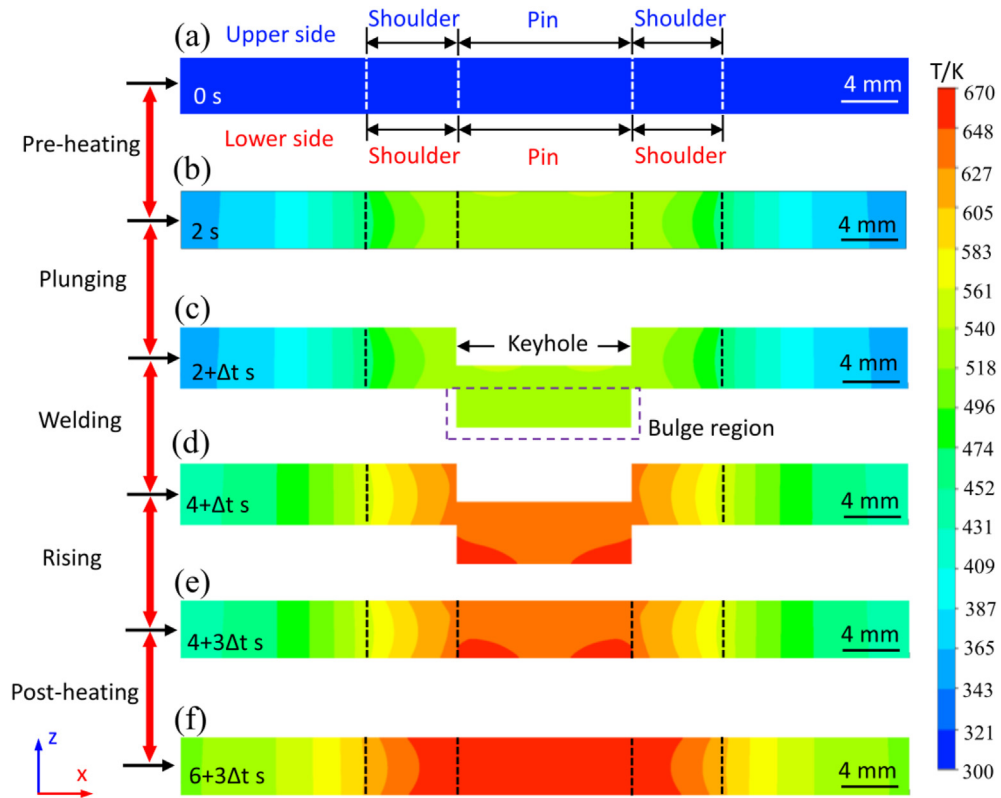 Shoulder Pin Shoulder
(a) Upper side
T/K
0 s 4 mm
Lower side
Shoulder Pin Shoulder
Pre-heating
(b)
2 s 4 mm
Plunging
(c)
Keyhole
2+Δt s 4 mm
Bulge region
Welding
(d)
4+Δt s 4 mm
Rising
(e)
4+3Δt s 4 mm
Post-heating
(f)
6+3Δt s 4 mm
z
x
670
648
627
605
583
561
540
518
496
474
452
431
409
387
365
343
321
300